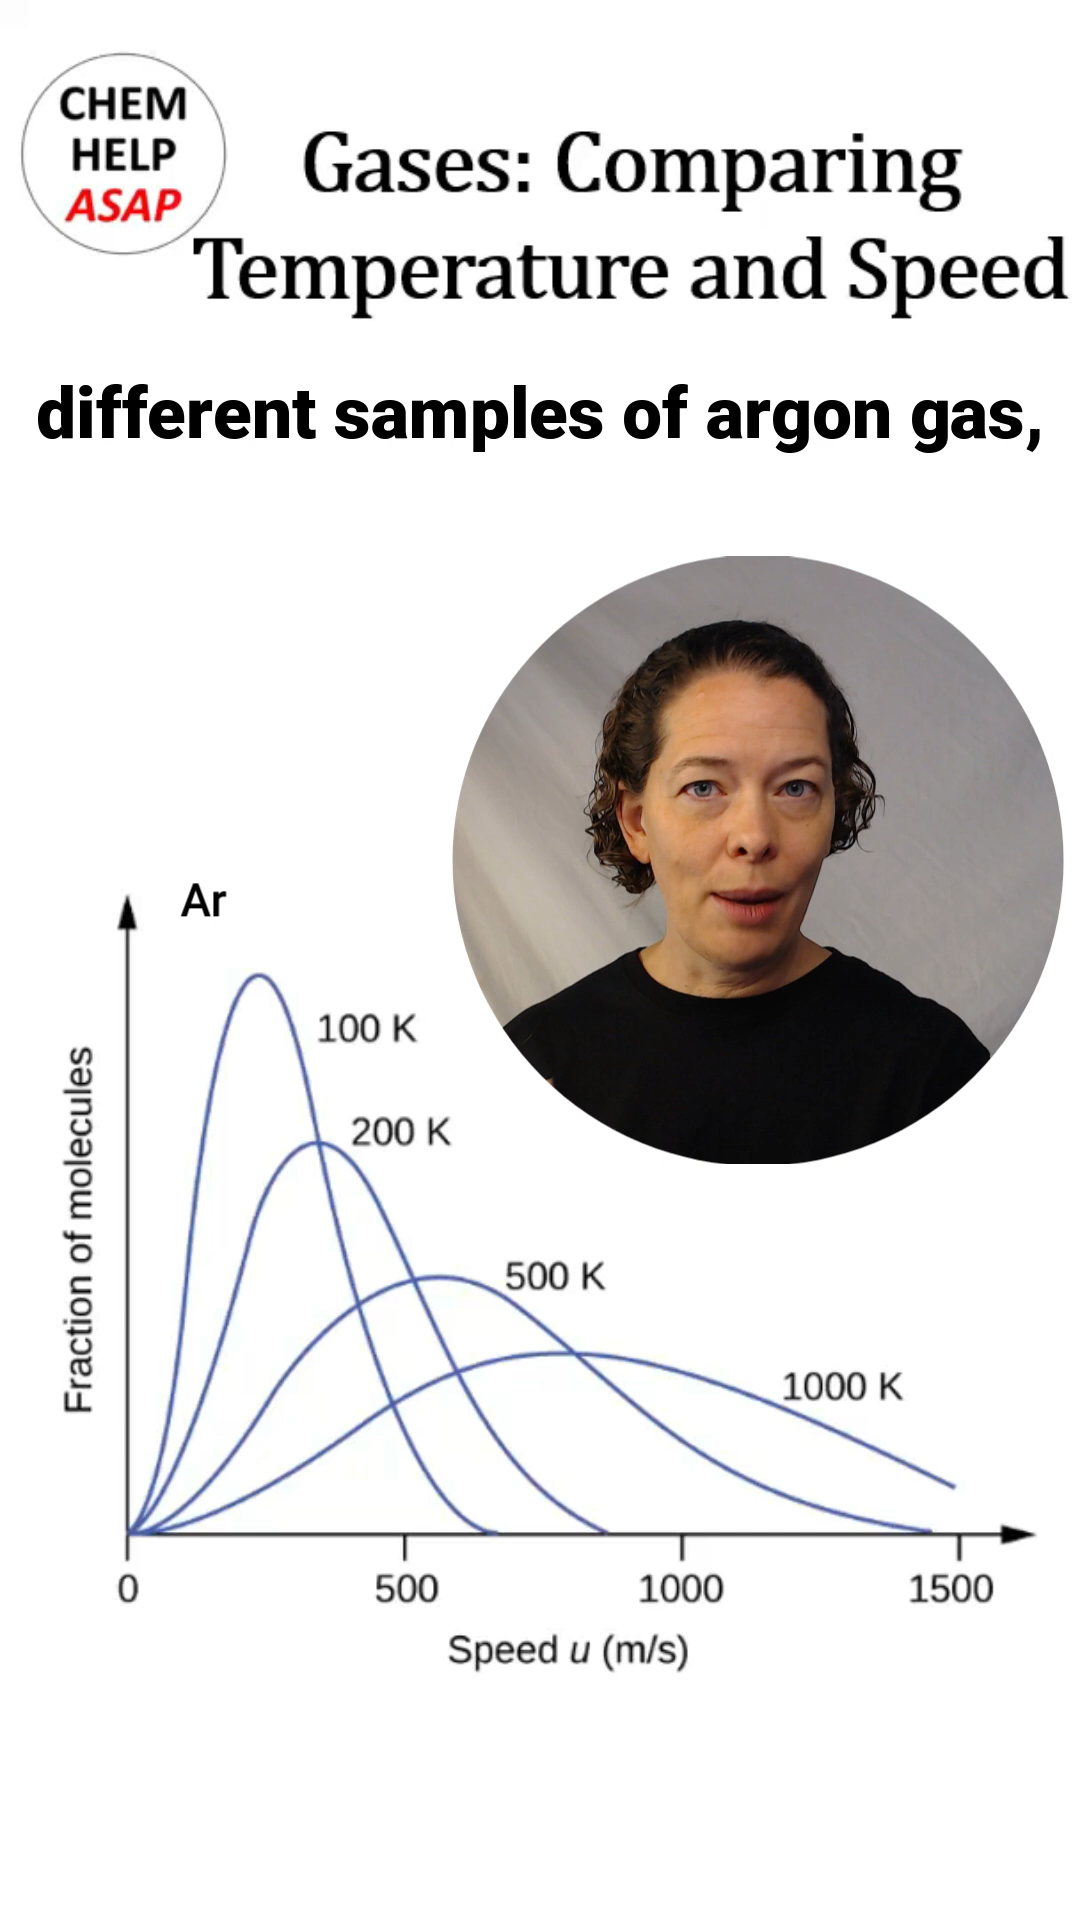 CHEM
HELP
ASAP
Gases: Comparing
Temperature and Speed
different samples of argon gas,
Ar
100 K
200 K
500 K
1000 K
Fraction of molecules
0 500 1000 1500
Speed u (m/s)